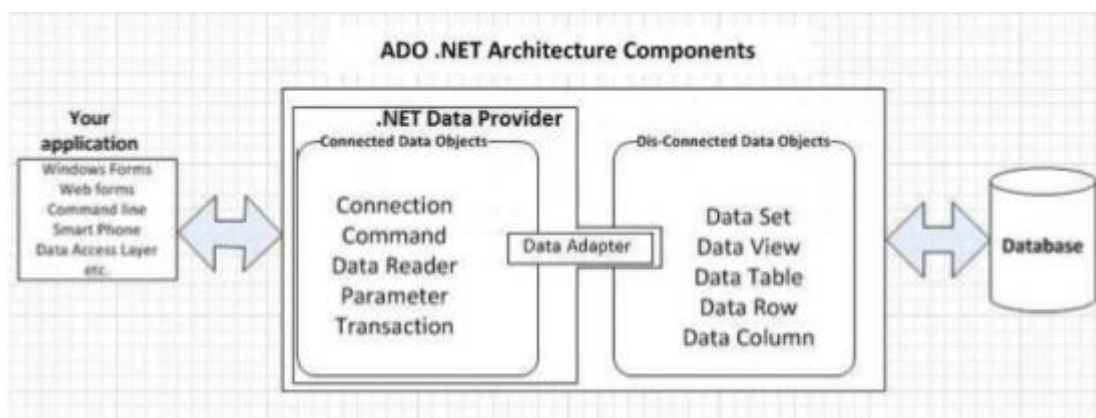 ADO .NET Architecture Components
Your
application
Windows Forms
Web forms
Command line
Smart Phone
Data Access Layer
etc.
.NET Data Provider
Connected Data Objects
Connection
Command
Data Reader
Parameter
Transaction
Data Adapter
Dis-Connected Data Objects
Data Set
Data View
Data Table
Data Row
Data Column
Database